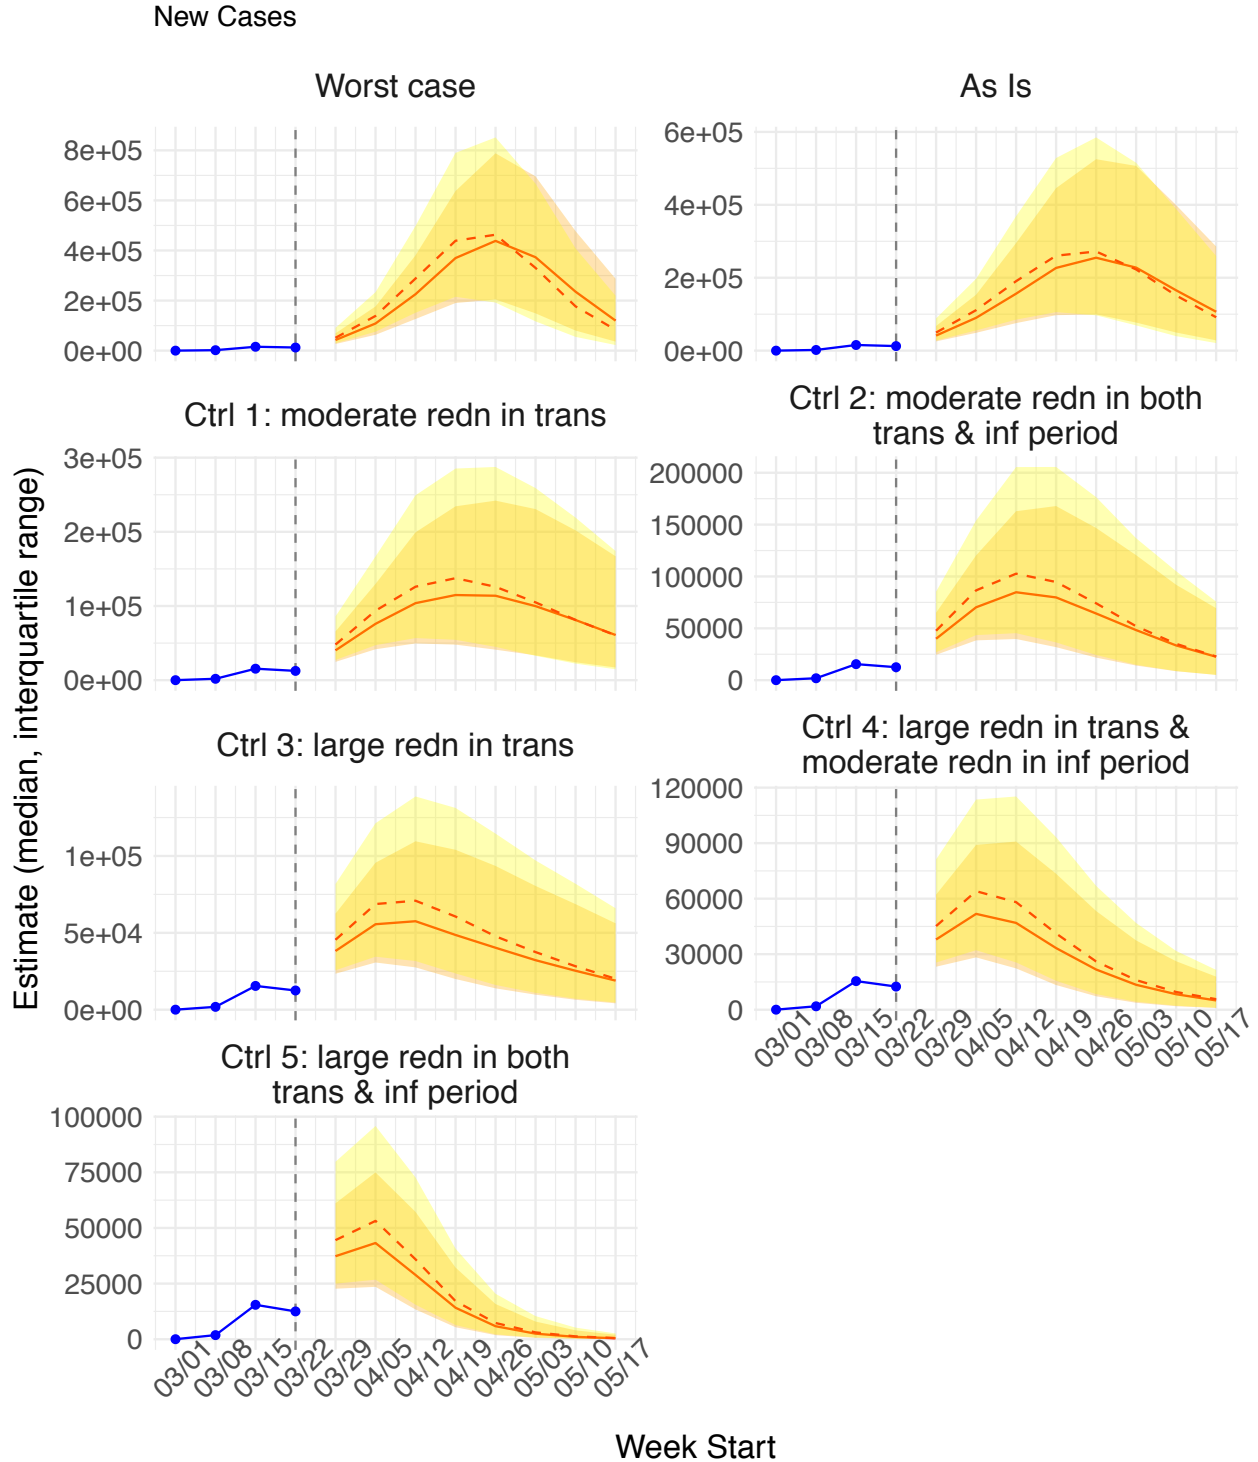 New Cases
Worst case
As Is
8e+05
6e+05
4e+05
2e+05
0e+00
6e+05
4e+05
2e+05
0e+00
Ctrl 1: moderate redn in trans
Ctrl 2: moderate redn in both
trans & inf period
3e+05
2e+05
1e+05
0e+00
200000
150000
100000
50000
0
Estimate (median, interquartile range)
Ctrl 3: large redn in trans
Ctrl 4: large redn in trans &
moderate redn in inf period
1e+05
5e+04
0e+00
120000
90000
60000
30000
0
03/01
03/08
03/15
03/22
03/29
04/05
04/12
04/19
04/26
05/03
05/10
05/17
Ctrl 5: large redn in both
trans & inf period
100000
75000
50000
25000
0
03/01
03/08
03/15
03/22
03/29
04/05
04/12
04/19
04/26
05/03
05/10
05/17
Week Start